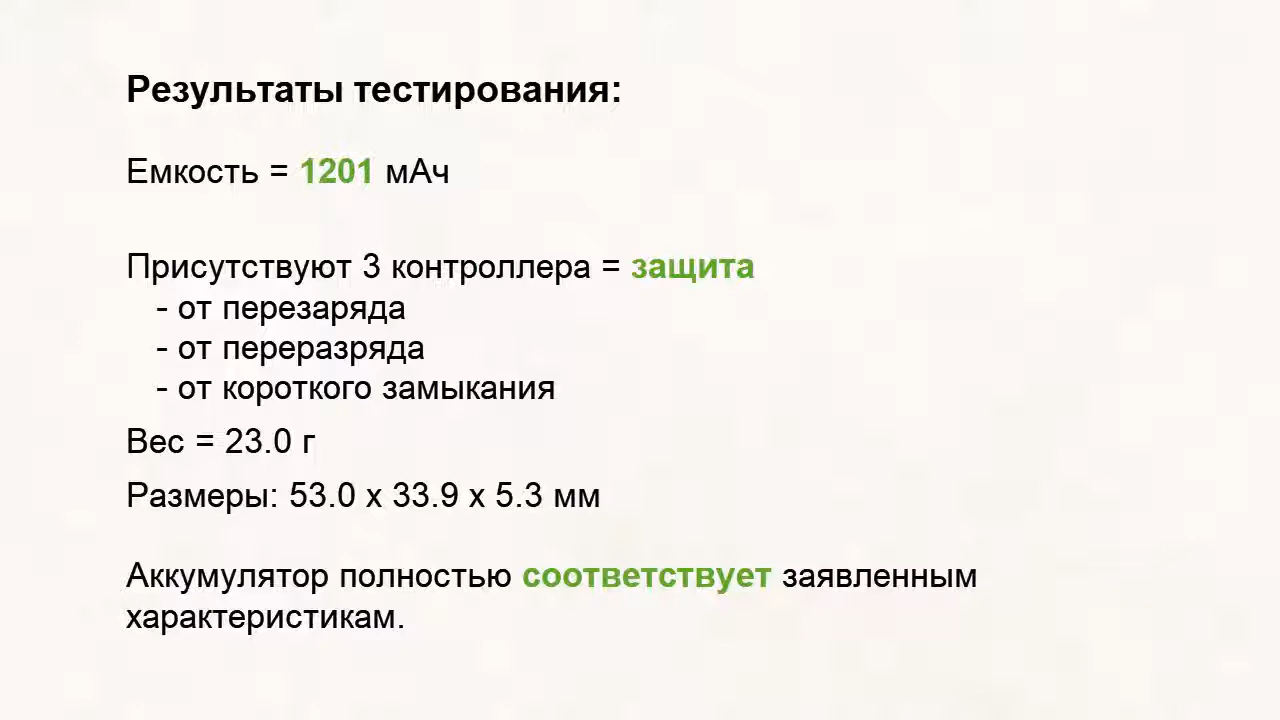 Результаты тестирования:
Емкость = 1201 мАч
Присутствуют 3 контроллера = защита
- от перезаряда
- от переразряда
- от короткого замыкания
Вес = 23.0 г
Размеры: 53.0 х 33.9 х 5.3 мм
Аккумулятор полностью соответствует заявленным
характеристикам.